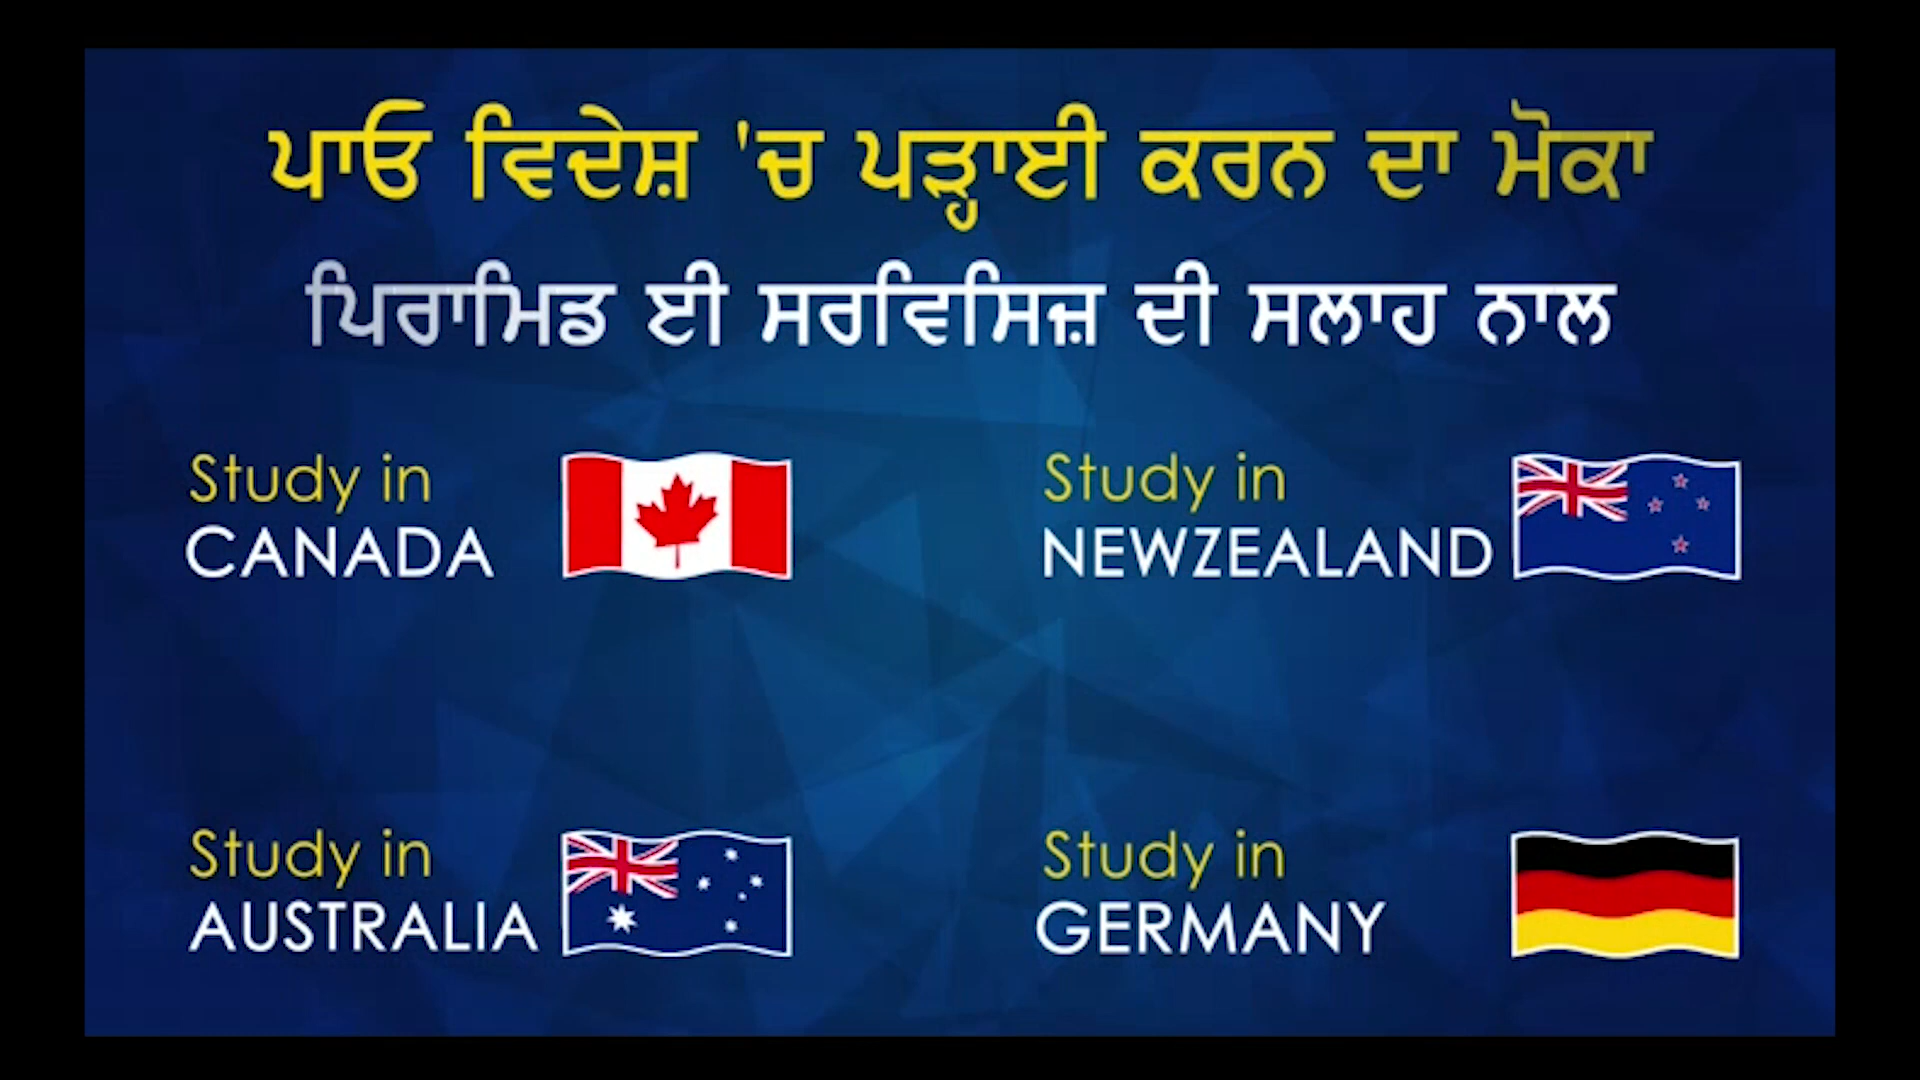 ਪਾਓ ਵਿਦੇਸ਼ 'ਚ ਪੜ੍ਹਾਈ ਕਰਨ ਦਾ ਮੋਕਾ
ਪਿਰਾਮਿਡ ਈ ਸਰਵਿਸਿਜ਼ ਦੀ ਸਲਾਹ ਨਾਲ
Study in
CANADA
Study in
NEWZEALAND
Study in
AUSTRALIA
Study in
GERMANY